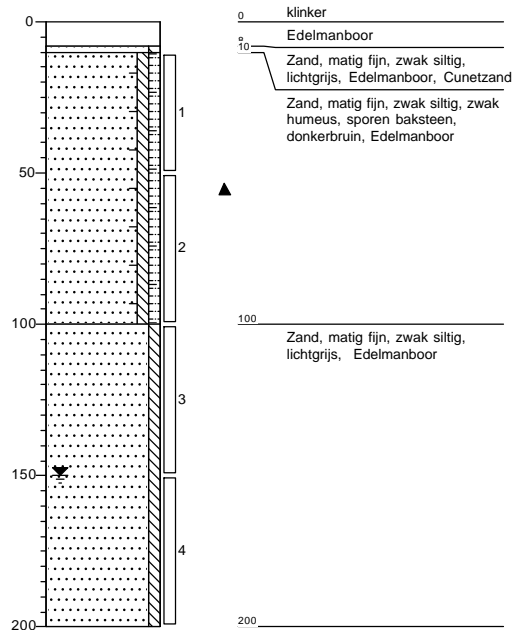 0
50
100
150
200
1
2
3
4
0
klinker
Edelmanboor
8
10
Zand, matig fijn, zwak siltig,
lichtgrijs, Edelmanboor, Cunetzand
Zand, matig fijn, zwak siltig, zwak
humeus, sporen baksteen,
donkerbruin, Edelmanboor
100
Zand, matig fijn, zwak siltig,
lichtgrijs, Edelmanboor
200